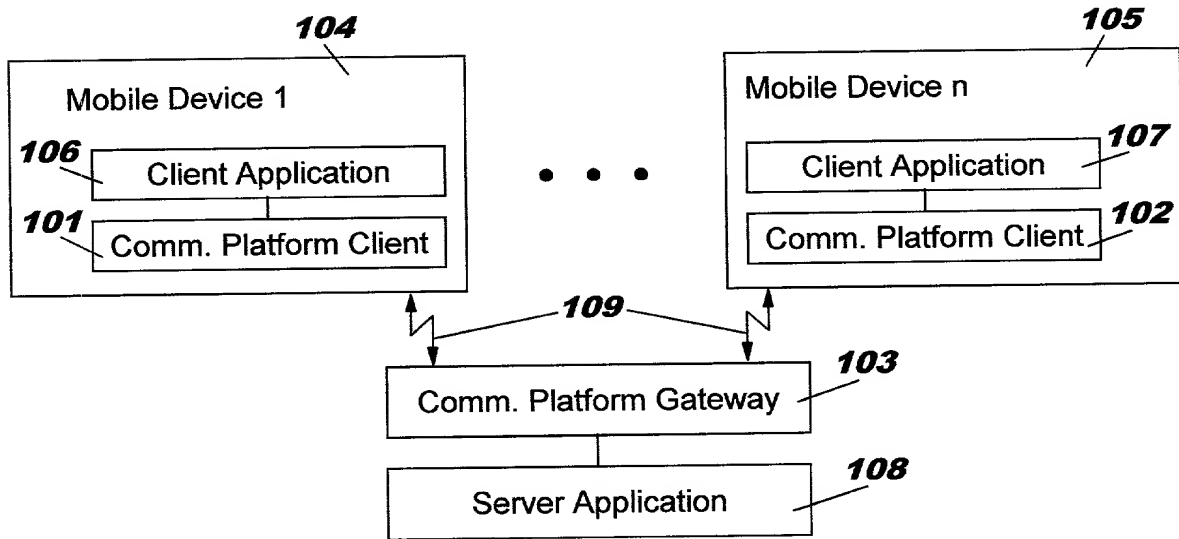 104
105
Mobile Device 1
Mobile Device n
106
Client Application
107
Client Application
101
Comm. Platform Client
102
Comm. Platform Client
109
103
Comm. Platform Gateway
108
Server Application